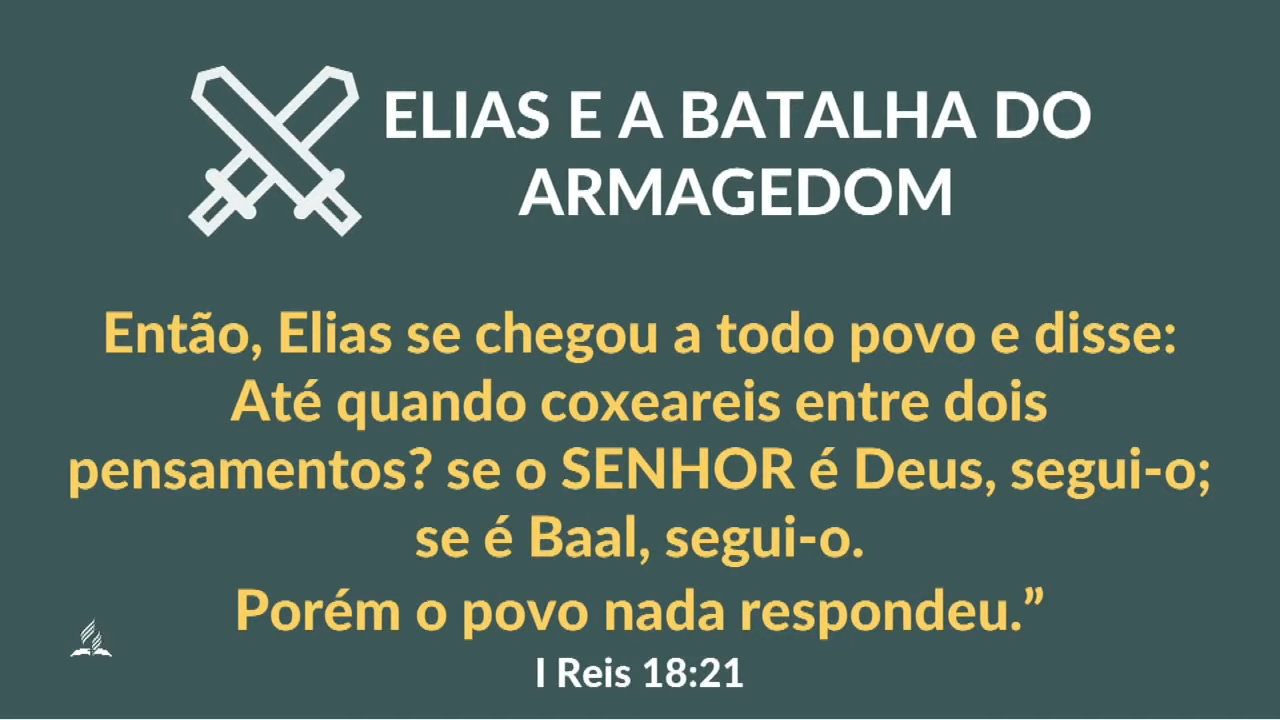 ELIAS E A BATALHA DO
ARMAGEDOM
Então, Elias se chegou a todo povo e disse:
Até quando coxeareis entre dois
pensamentos? se o SENHOR é Deus, segui-o;
se é Baal, segui-o.
Porém o povo nada respondeu.”
I Reis 18:21